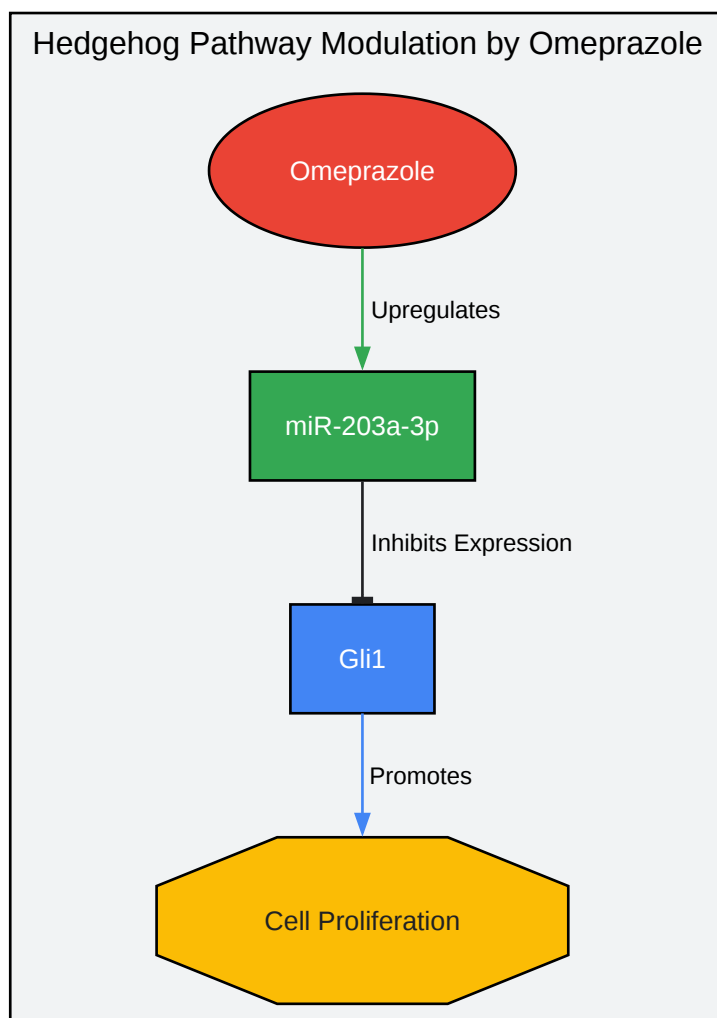 Hedgehog Pathway Modulation by Omeprazole
Omeprazole
Upregulates
miR-203a-3p
Inhibits Expression
Gli1
Promotes
Cell Proliferation